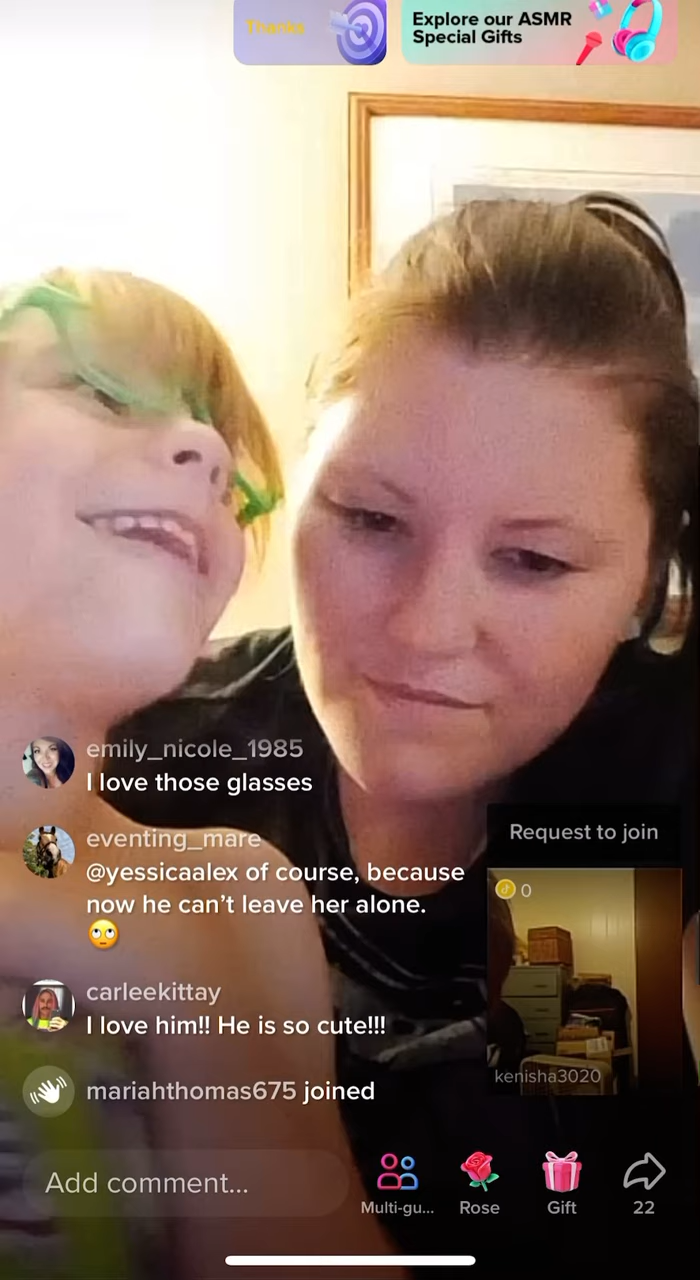 Thanks
Explore our ASMR
Special Gifts
emily_nicole_1985
I love those glasses
eventing_mare
@yessicaalex of course, because
now he can’t leave her alone.
🙄
carleekittay
I love him!! He is so cute!!!
mariahthomas675 joined
Request to join
0
kenisha3020
Add comment...
Multi-gu...
Rose
Gift
22